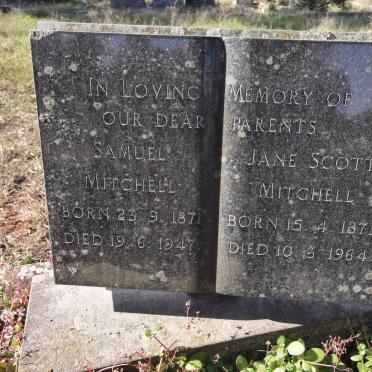 IN LOVING MEMORY OF
OUR DEAR PARENTS
SAMUEL
MITCHELL
BORN 23. 9. 1871
DIED 19. 6. 1947
JANE SCOTT
MITCHELL
BORN 15. 4.
DIED 10. 3. 1964